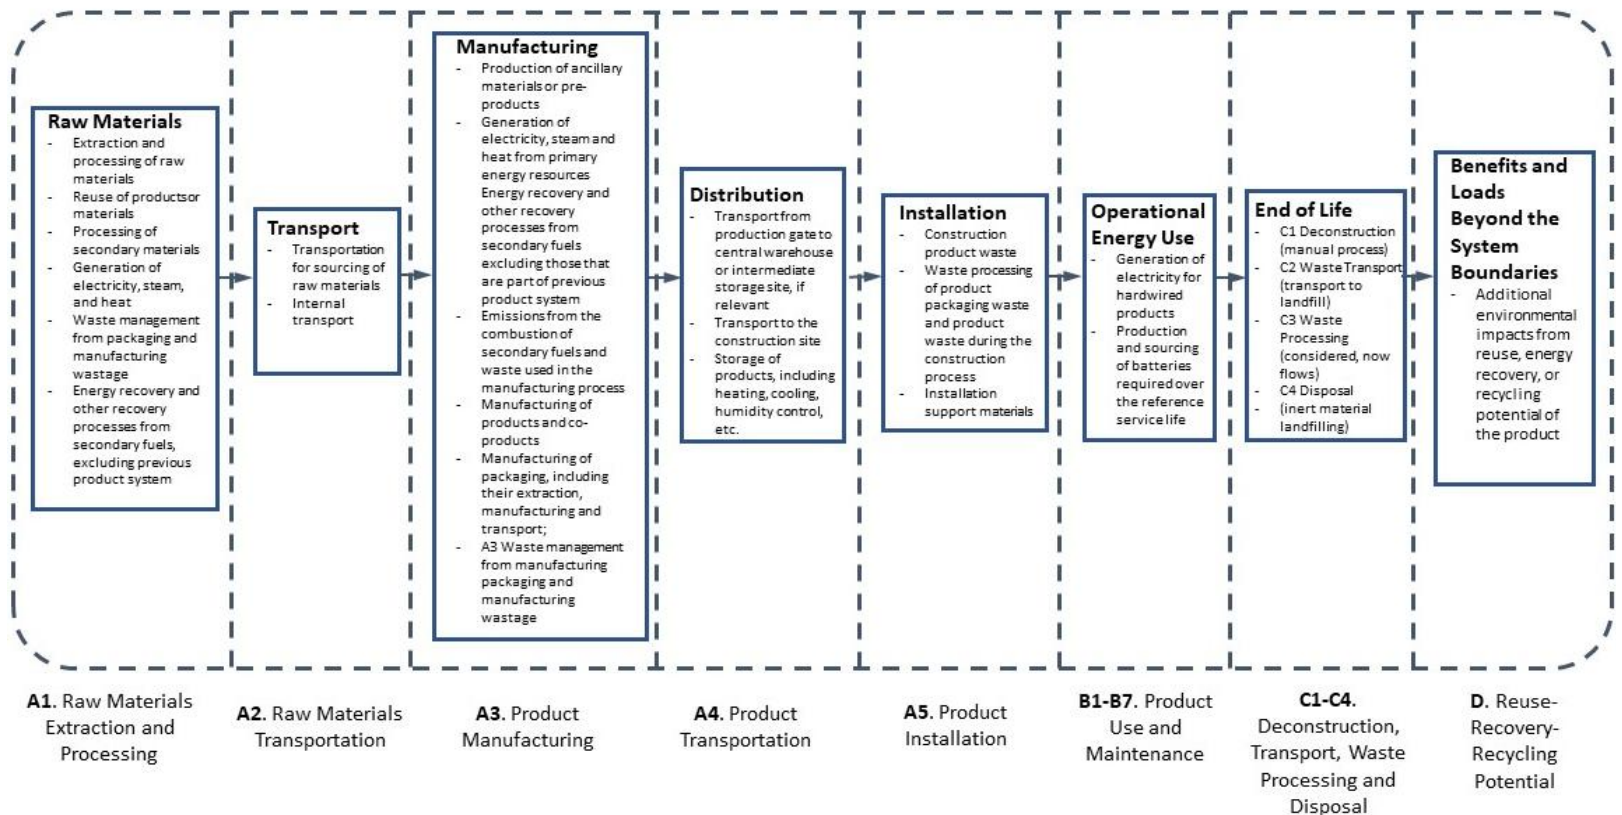 Raw Materials
- Extraction and
processing of raw
materials
- Reuse of productsor
materials
- Processing of
secondary materials
- Generation of
electricity, steam,
and heat
- Waste management
from packaging and
manufacturing
wastage
- Energy recovery and
other recovery
processes from
secondary fuels,
excluding previous
product system
Transport
- Transportation
for sourcing of
raw materials
- Internal
transport
Manufacturing
- Production of ancillary
materials or pre-
products
- Generation of
electricity, steam and
heat from primary
energy resources
Energy recovery and
other recovery
processes from
secondary fuels
excluding those that
are part of previous
product system
- Emissions from the
combustion of
secondary fuels and
waste used in the
manufacturing process
- Manufacturing of
products and co-
products
- Manufacturing of
packaging, including
their extraction,
manufacturing and
transport;
- A3 Waste management
from manufacturing
packaging and
manufacturing
wastage
Distribution
- Transport from
production gate to
central warehouse
or intermediate
storage site, if
relevant
- Transport to the
construction site
- Storage of
products, including
heating, cooling,
humidity control,
etc.
Installation
- Construction
product waste
- Waste processing
of product
packaging waste
and product
waste during the
construction
process
- Installation
support materials
Operational
Energy Use
- Generation of
electricity for
hardwired
products
- Production
and sourcing
of batteries
required over
the reference
service life
End of Life
- C1 Deconstruction
(manual process)
- C2 Waste Transport
(transport to
landfill)
- C3 Waste
Processing
(considered, now
flows)
- C4 Disposal
- (inert material
landfilling)
Benefits and
Loads
Beyond the
System
Boundaries
- Additional
environmental
impacts from
reuse, energy
recovery, or
recycling
potential of
the product
A1. Raw Materials
Extraction and
Processing
A2. Raw Materials
Transportation
A3. Product
Manufacturing
A4. Product
Transportation
A5. Product
Installation
B1-B7. Product
Use and
Maintenance
C1-C4.
Deconstruction,
Transport, Waste
Processing and
Disposal
D. Reuse-
Recovery-
Recycling
Potential